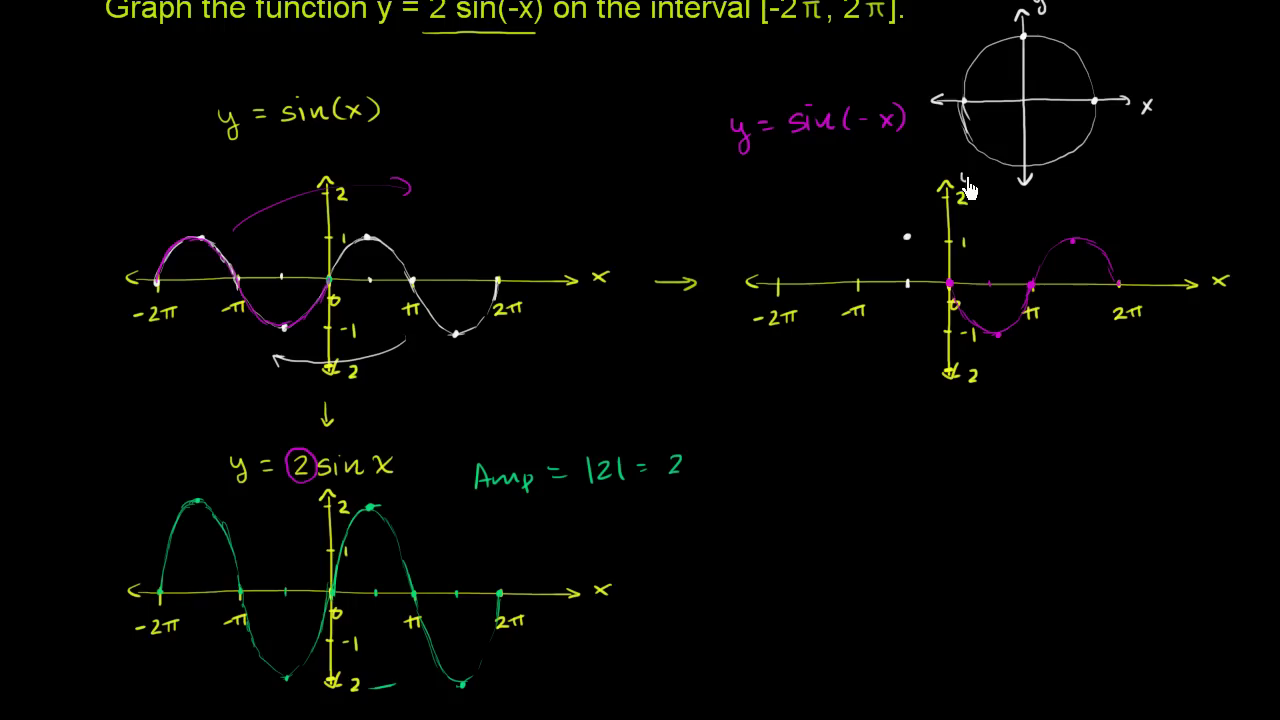 Graph the function y = 2 sin(-x) on the interval [-2π, 2π].
y
x
y = sin(x)
y = sin(-x)
2
1
x
-2π -π 0 π 2π
-1
2
2
1
x
-2π -π 0 π 2π
-1
2
y = 2 sin x
Amp = |2| = 2
2
1
x
-2π -π 0 π 2π
-1
2